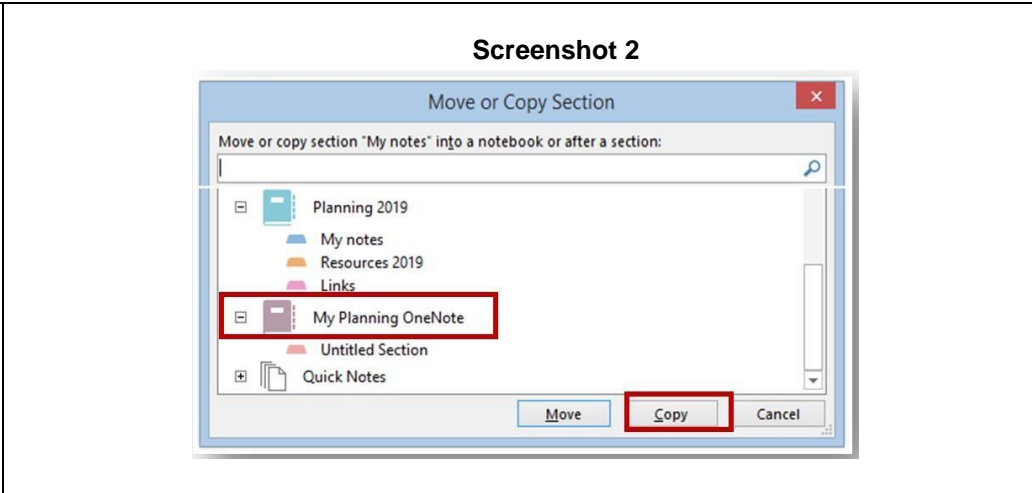 Screenshot 2
Move or Copy Section
Move or copy section "My notes" into a notebook or after a section:
Planning 2019
My notes
Resources 2019
Links
My Planning OneNote
Untitled Section
Quick Notes
Move Copy Cancel